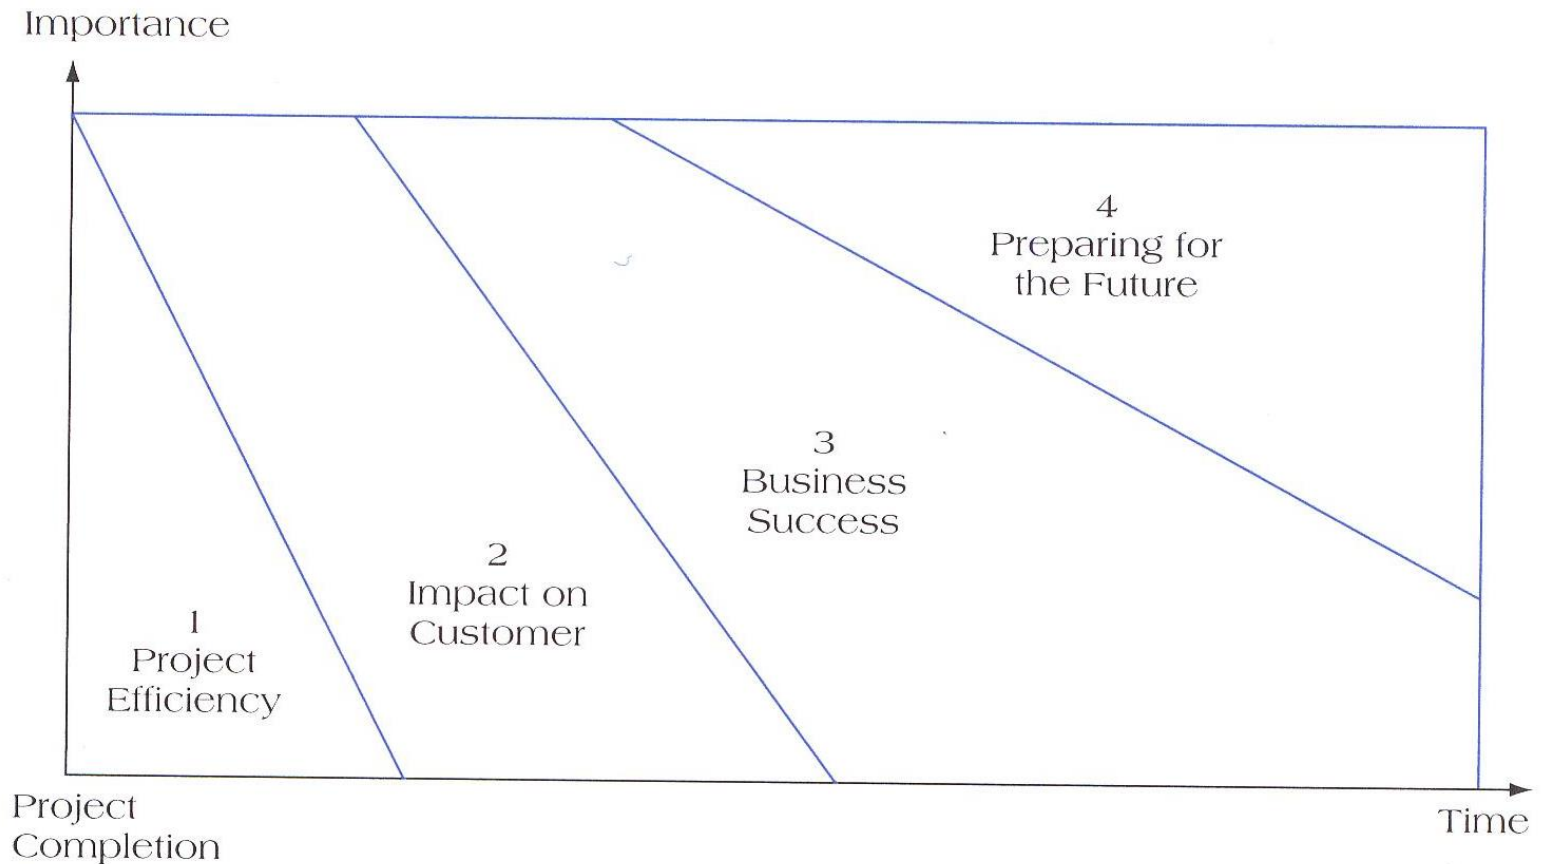 Importance
4
Preparing for
the Future
3
Business
Success
2
Impact on
Customer
1
Project
Efficiency
Project
Completion
Time